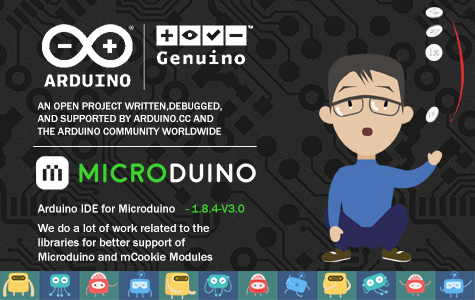 ARDUINO
Genuino
AN OPEN PROJECT WRITTEN,DEBUGGED,
AND SUPPORTED BY ARDUINO.CC AND
THE ARDUINO COMMUNITY WORLDWIDE
m MICRODUINO
Arduino IDE for Microduino - 1.8.4-V3.0
We do a lot of work related to the
libraries for better support of
Microduino and mCookie Modules